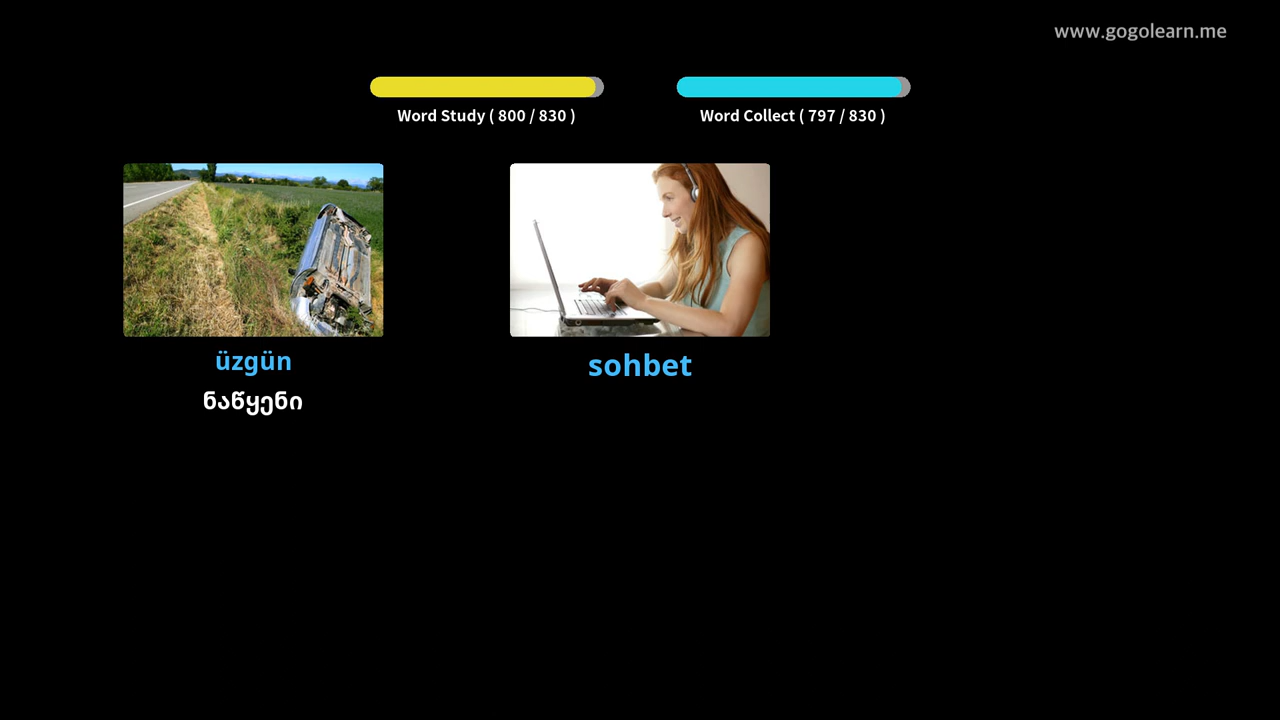 www.gogolearn.me
Word Study ( 800 / 830 )
Word Collect ( 797 / 830 )
üzgün
ნაწყენი
sohbet